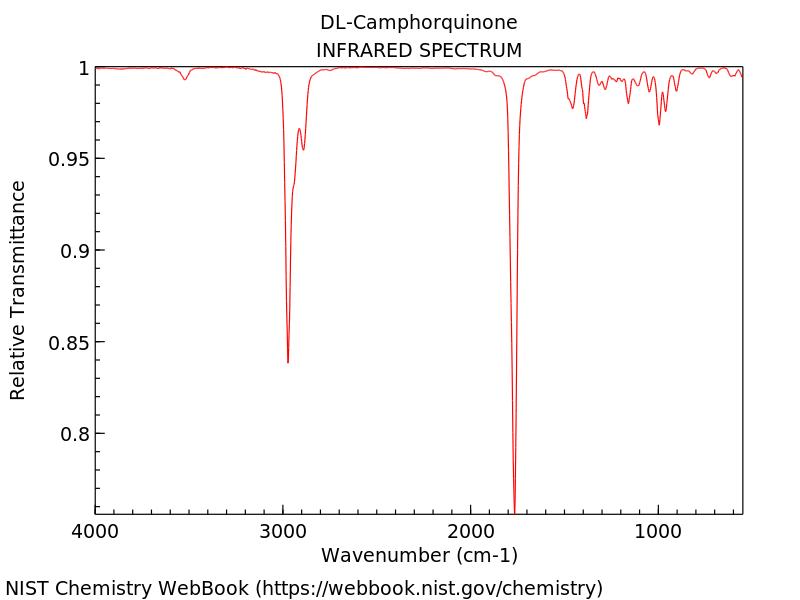 DL-Camphorquinone
INFRARED SPECTRUM
1
0.95
0.9
0.85
0.8
Relative Transmittance
4000 3000 2000 1000
Wavenumber (cm-1)
NIST Chemistry WebBook (https://webbook.nist.gov/chemistry)